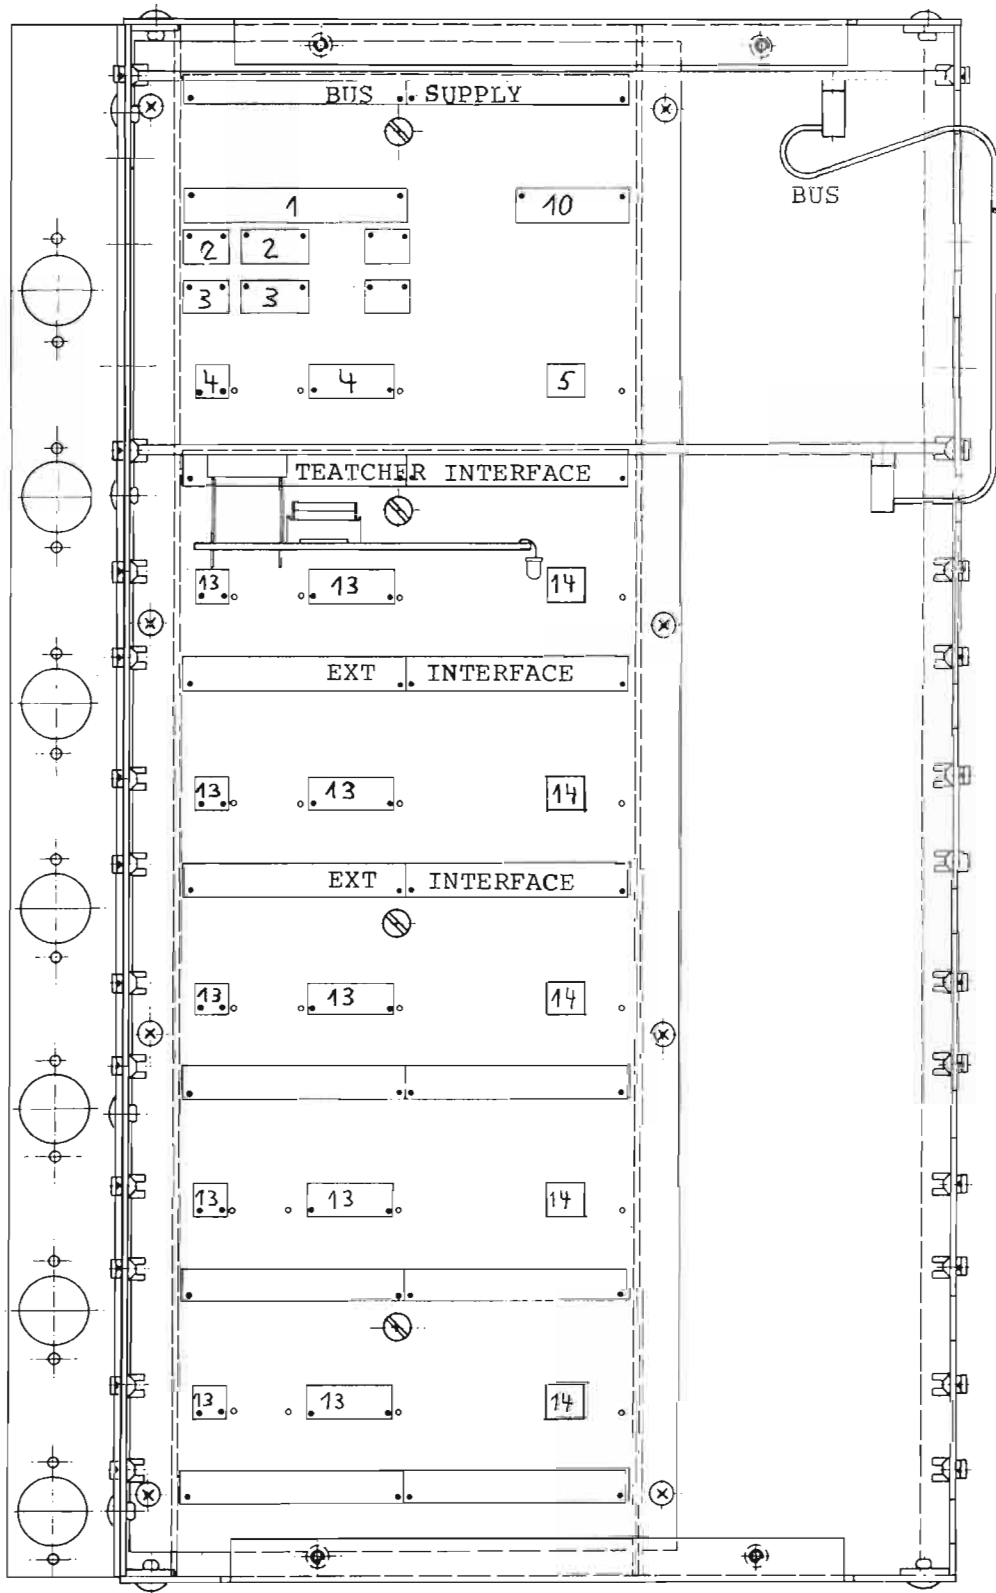 BUS SUPPLY
BUS
1 10
2 2
3 3
4 4 5
TEATCHER INTERFACE
13 13 14
EXT INTERFACE
13 13 14
EXT INTERFACE
13 13 14
13 13 14
13 13 14